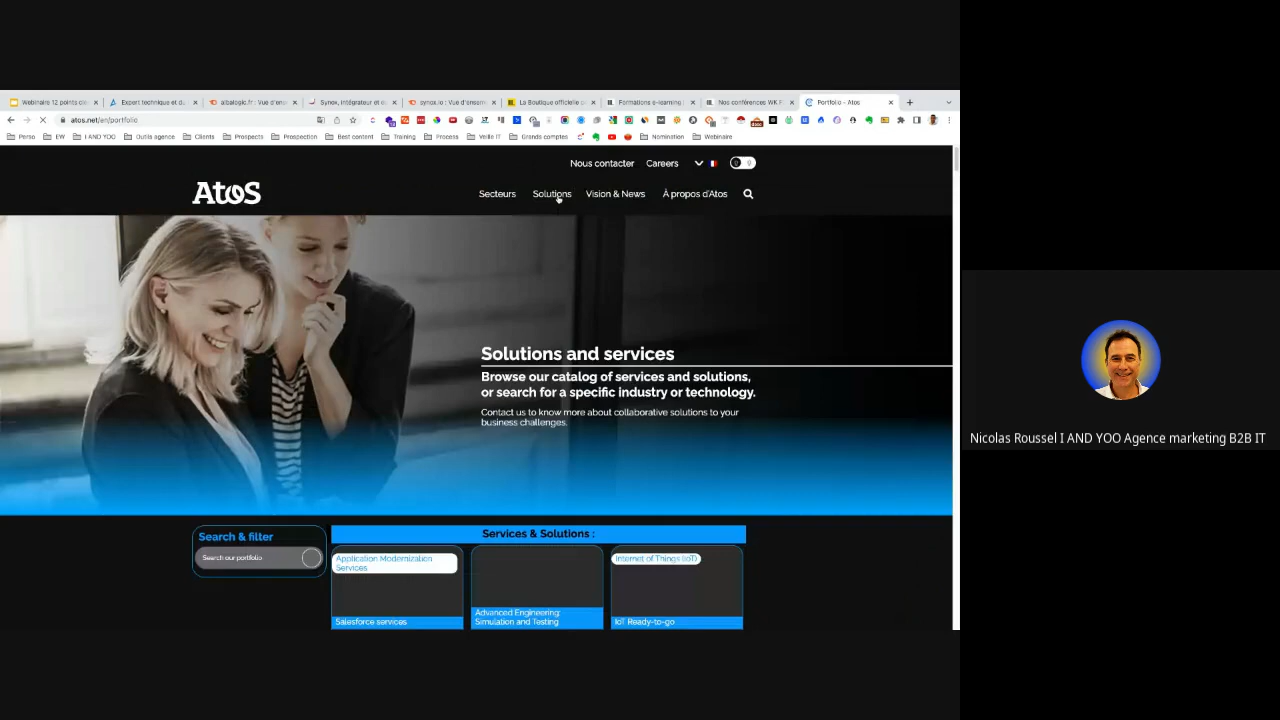 Webinaire 12 points clé
Expert technique et du
albalogic.fr : Vue d'ens
Synox, intégrateur et o
synox.io : Vue d'ensem
La Boutique officielle d
Formations e-learning
Nos conférences WK F
Portfolio - Atos
atos.net/en/portfolio
Perso
EW
I AND YOO
Outils agence
Clients
Prospects
Prospection
Best content
Training
Process
Veille IT
Grands comptes
Nomination
Webinaire
Nous contacter
Careers
Atos
Secteurs
Solutions
Vision & News
À propos d'Atos
Solutions and services
Browse our catalog of services and solutions,
or search for a specific industry or technology.
Contact us to know more about collaborative solutions to your
business challenges.
Search & filter
Search our portfolio
Services & Solutions :
Application Modernization
Services
Salesforce services
Advanced Engineering:
Simulation and Testing
Internet of Things (IoT)
IoT Ready-to-go
Nicolas Roussel I AND YOO Agence marketing B2B IT